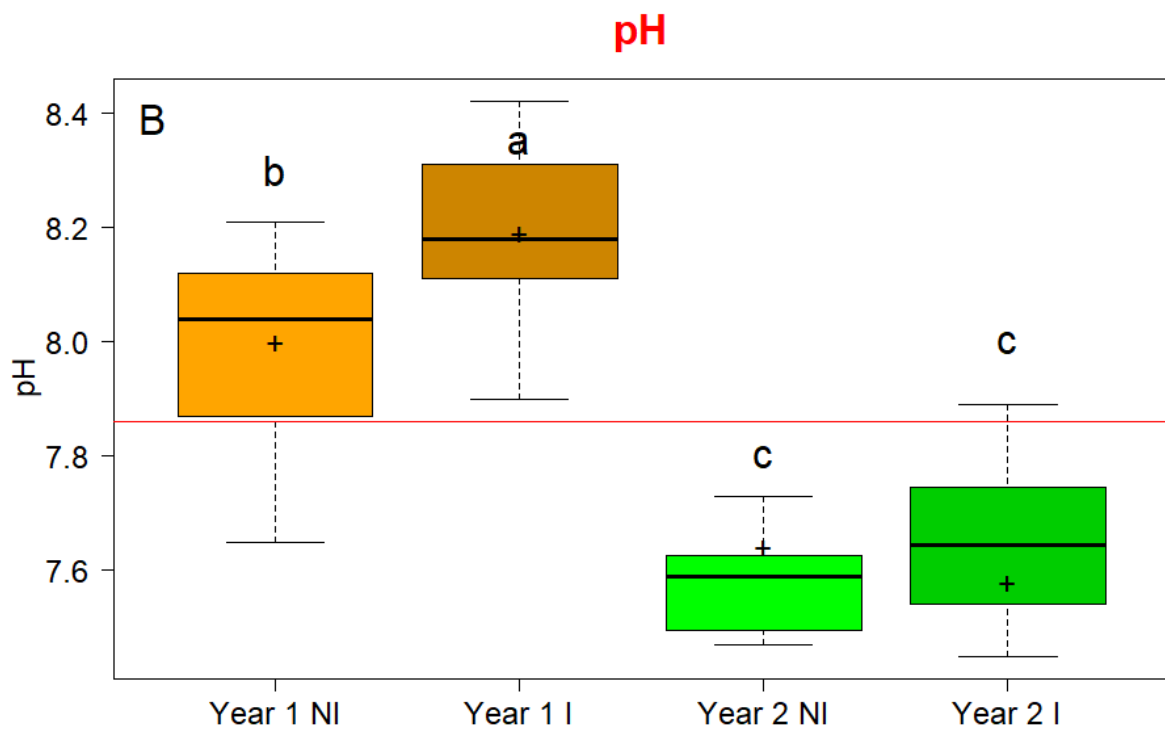 pH
B
b
a
c
c
pH
8.4
8.2
8.0
7.8
7.6
Year 1 NI
Year 1 I
Year 2 NI
Year 2 I